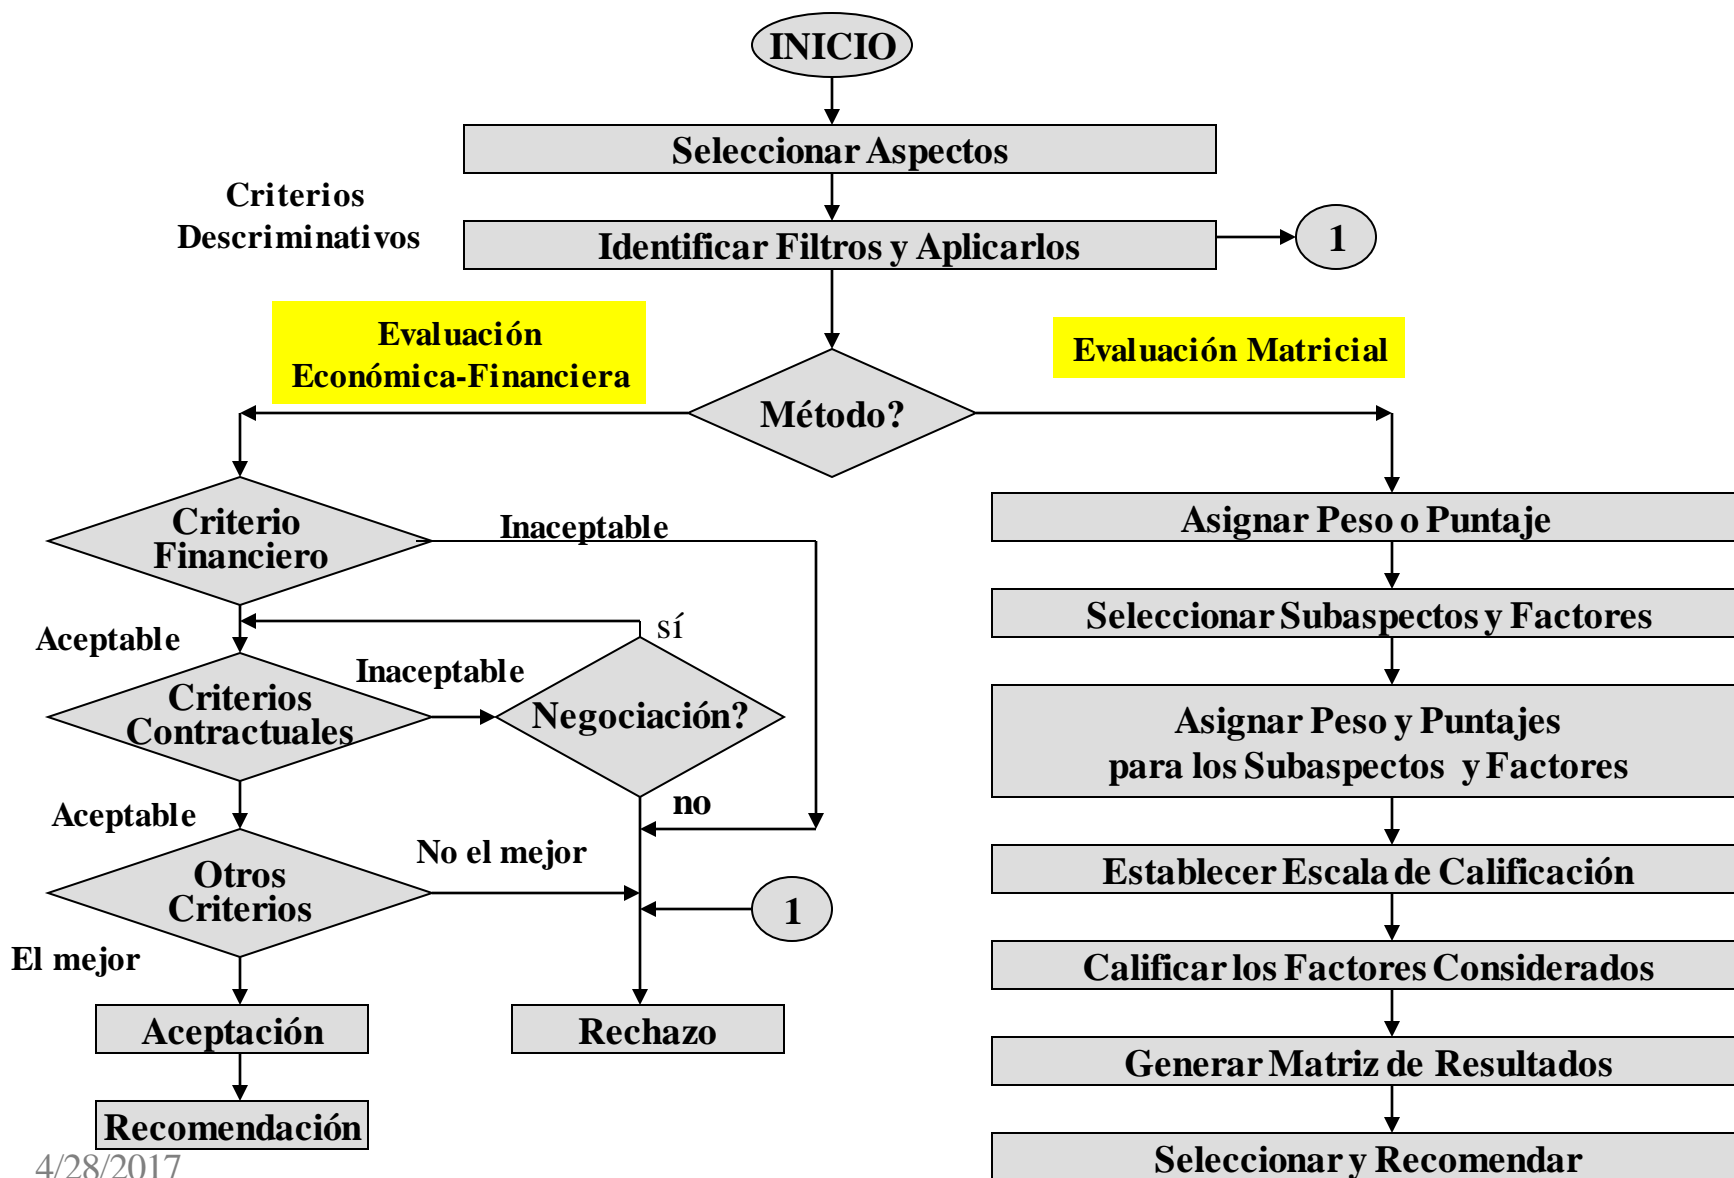 INICIO
Seleccionar Aspectos
Criterios
Descriminativos
Identificar Filtros y Aplicarlos
1
Evaluación
Económica-Financiera
Evaluación Matricial
Método?
Criterio
Financiero
Inaceptable
Asignar Peso o Puntaje
Seleccionar Subaspectos y Factores
Aceptable
sí
Inaceptable
Criterios
Contractuales
Negociación?
Asignar Peso y Puntajes
para los Subaspectos y Factores
Aceptable
no
No el mejor
Otros
Criterios
1
Establecer Escala de Calificación
El mejor
Calificar los Factores Considerados
Aceptación
Rechazo
Generar Matriz de Resultados
Recomendación
Seleccionar y Recomendar
4/28/2017